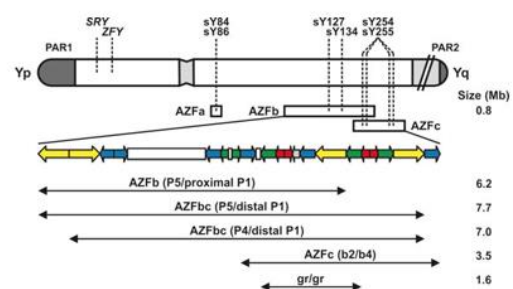 SRY
ZFY
sY84
sY86
sY127
sY134
sY254
sY255
PAR1
PAR2
Yp
Yq
Size (Mb)
AZFa
AZFb
AZFc
0.8
AZFb (P5/proximal P1)
6.2
AZFbc (P5/distal P1)
7.7
AZFbc (P4/distal P1)
7.0
AZFc (b2/b4)
3.5
gr/gr
1.6